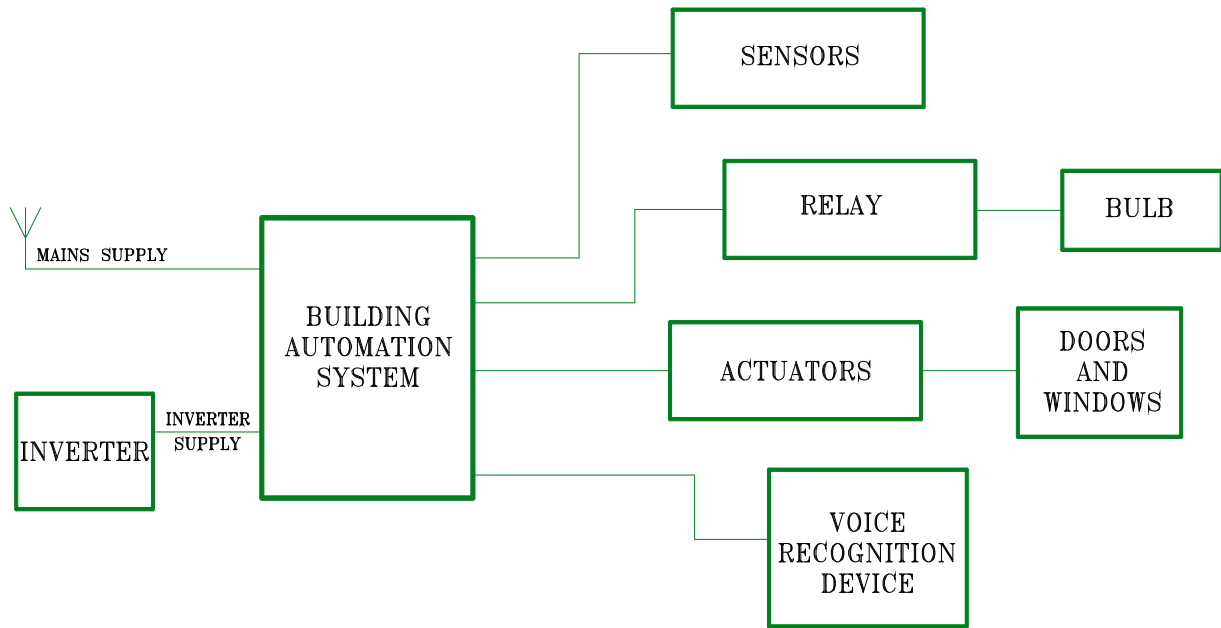 SENSORS
RELAY
BULB
MAINS SUPPLY
BUILDING
AUTOMATION
SYSTEM
ACTUATORS
DOORS
AND
WINDOWS
INVERTER
INVERTER
SUPPLY
VOICE
RECOGNITION
DEVICE